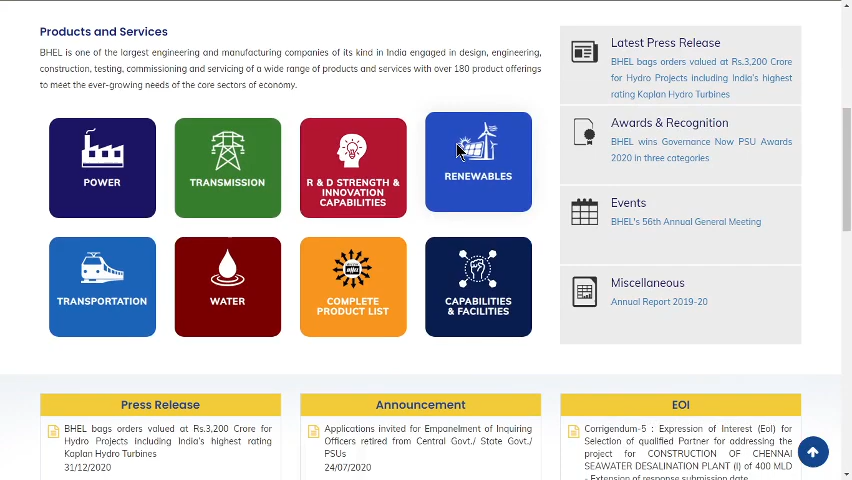 Products and Services
BHEL is one of the largest engineering and manufacturing companies of its kind in India engaged in design, engineering,
construction, testing, commissioning and servicing of a wide range of products and services with over 180 product offerings
to meet the ever-growing needs of the core sectors of economy.
POWER
TRANSMISSION
R & D STRENGTH &
INNOVATION
CAPABILITIES
RENEWABLES
TRANSPORTATION
WATER
COMPLETE
PRODUCT LIST
CAPABILITIES
& FACILITIES
Latest Press Release
BHEL bags orders valued at Rs.3,200 Crore
for Hydro Projects including India's highest
rating Kaplan Hydro Turbines
Awards & Recognition
BHEL wins Governance Now PSU Awards
2020 in three categories
Events
BHEL's 56th Annual General Meeting
Miscellaneous
Annual Report 2019-20
Press Release
BHEL bags orders valued at Rs.3,200 Crore for
Hydro Projects including India's highest rating
Kaplan Hydro Turbines
31/12/2020
Announcement
Applications invited for Empanelment of Inquiring
Officers retired from Central Govt./ State Govt./
PSUs
24/07/2020
EOI
Corrigendum-5 : Expression of Interest (EoI) for
Selection of qualified Partner for addressing the
project for CONSTRUCTION OF CHENNAI
SEAWATER DESALINATION PLANT (I) of 400 MLD
- Extension of response submission date